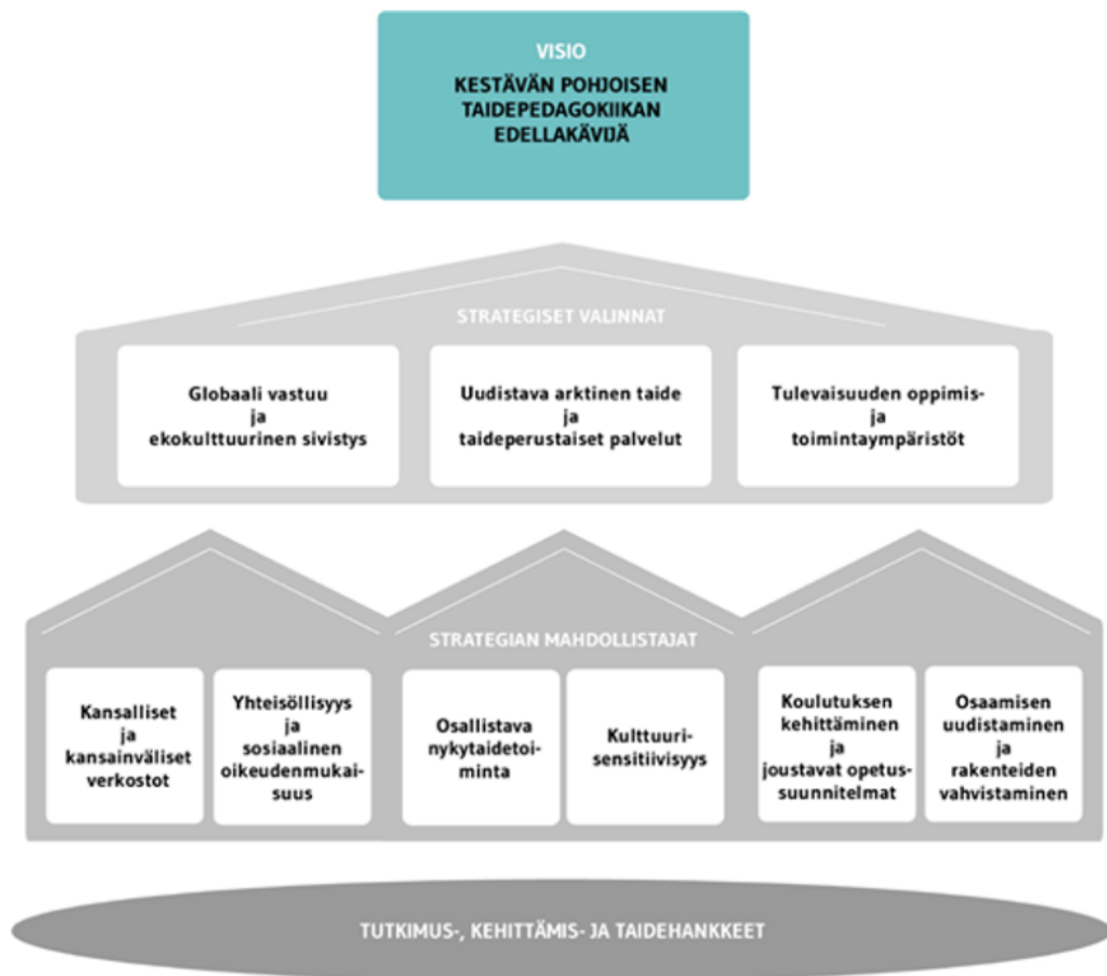 VISIO
KESTÄVÄN POHJOISEN
TAIDEPEDAGOKIIKAN
EDELLAKÄVIJÄ
STRATEGISET VALINNAT
Globaali vastuu
ja
ekokulttuurinen sivistys
Uudistava arktinen taide
ja
taideperustaiset palvelut
Tulevaisuuden oppimis-
ja
toimintaympäristöt
STRATEGIAN MAHDOLLISTAJAT
Kansalliset
ja
kansainväliset
verkostot
Yhteisöllisyys
ja
sosiaalinen
oikeudenmukai-
suus
Osallistava
nykytaidetoi-
minta
Kulttuuri-
sensitiivisyys
Koulutuksen
kehittäminen
ja
joustavat opetus-
suunnitelmat
Osaamisen
uudistaminen
ja
rakenteiden
vahvistaminen
TUTKIMUS-, KEHITTÄMIS- JA TAIDEHANKKEET